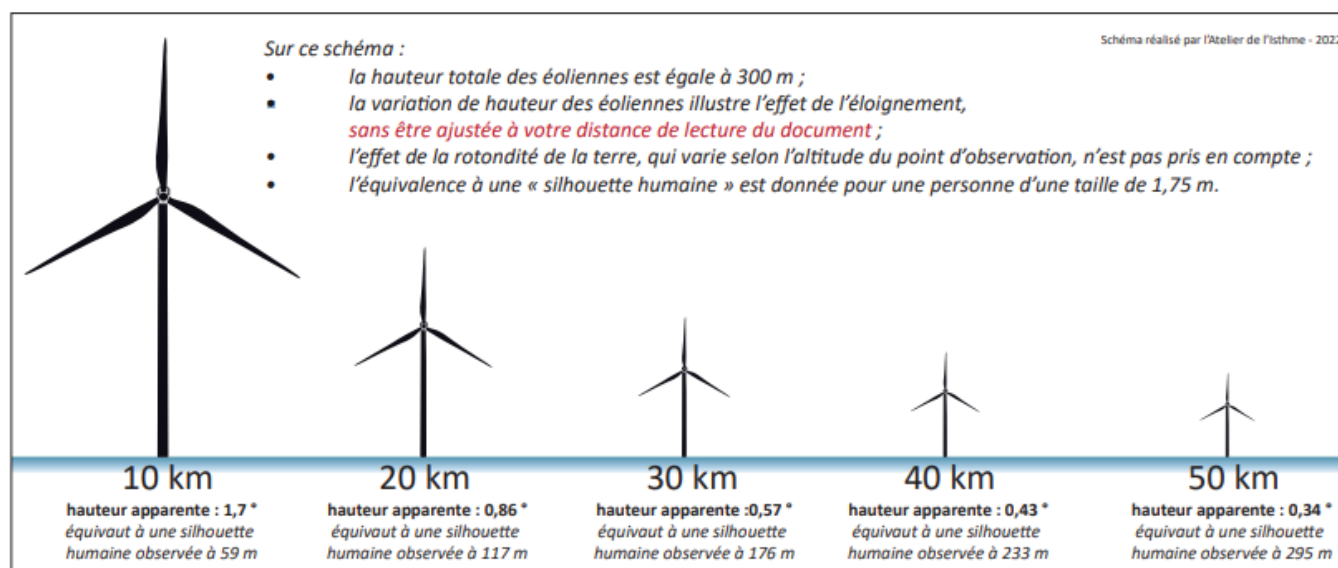 Schéma réalisé par l'Atelier de l'Isthme - 2022
Sur ce schéma :
• la hauteur totale des éoliennes est égale à 300 m ;
• la variation de hauteur des éoliennes illustre l'effet de l'éloignement,
sans être ajustée à votre distance de lecture du document ;
• l'effet de la rotondité de la terre, qui varie selon l'altitude du point d'observation, n'est pas pris en compte ;
• l'équivalence à une « silhouette humaine » est donnée pour une personne d'une taille de 1,75 m.
10 km
hauteur apparente : 1,7 °
équivaut à une silhouette
humaine observée à 59 m
20 km
hauteur apparente : 0,86 °
équivaut à une silhouette
humaine observée à 117 m
30 km
hauteur apparente :0,57 °
équivaut à une silhouette
humaine observée à 176 m
40 km
hauteur apparente : 0,43 °
équivaut à une silhouette
humaine observée à 233 m
50 km
hauteur apparente : 0,34 °
équivaut à une silhouette
humaine observée à 295 m